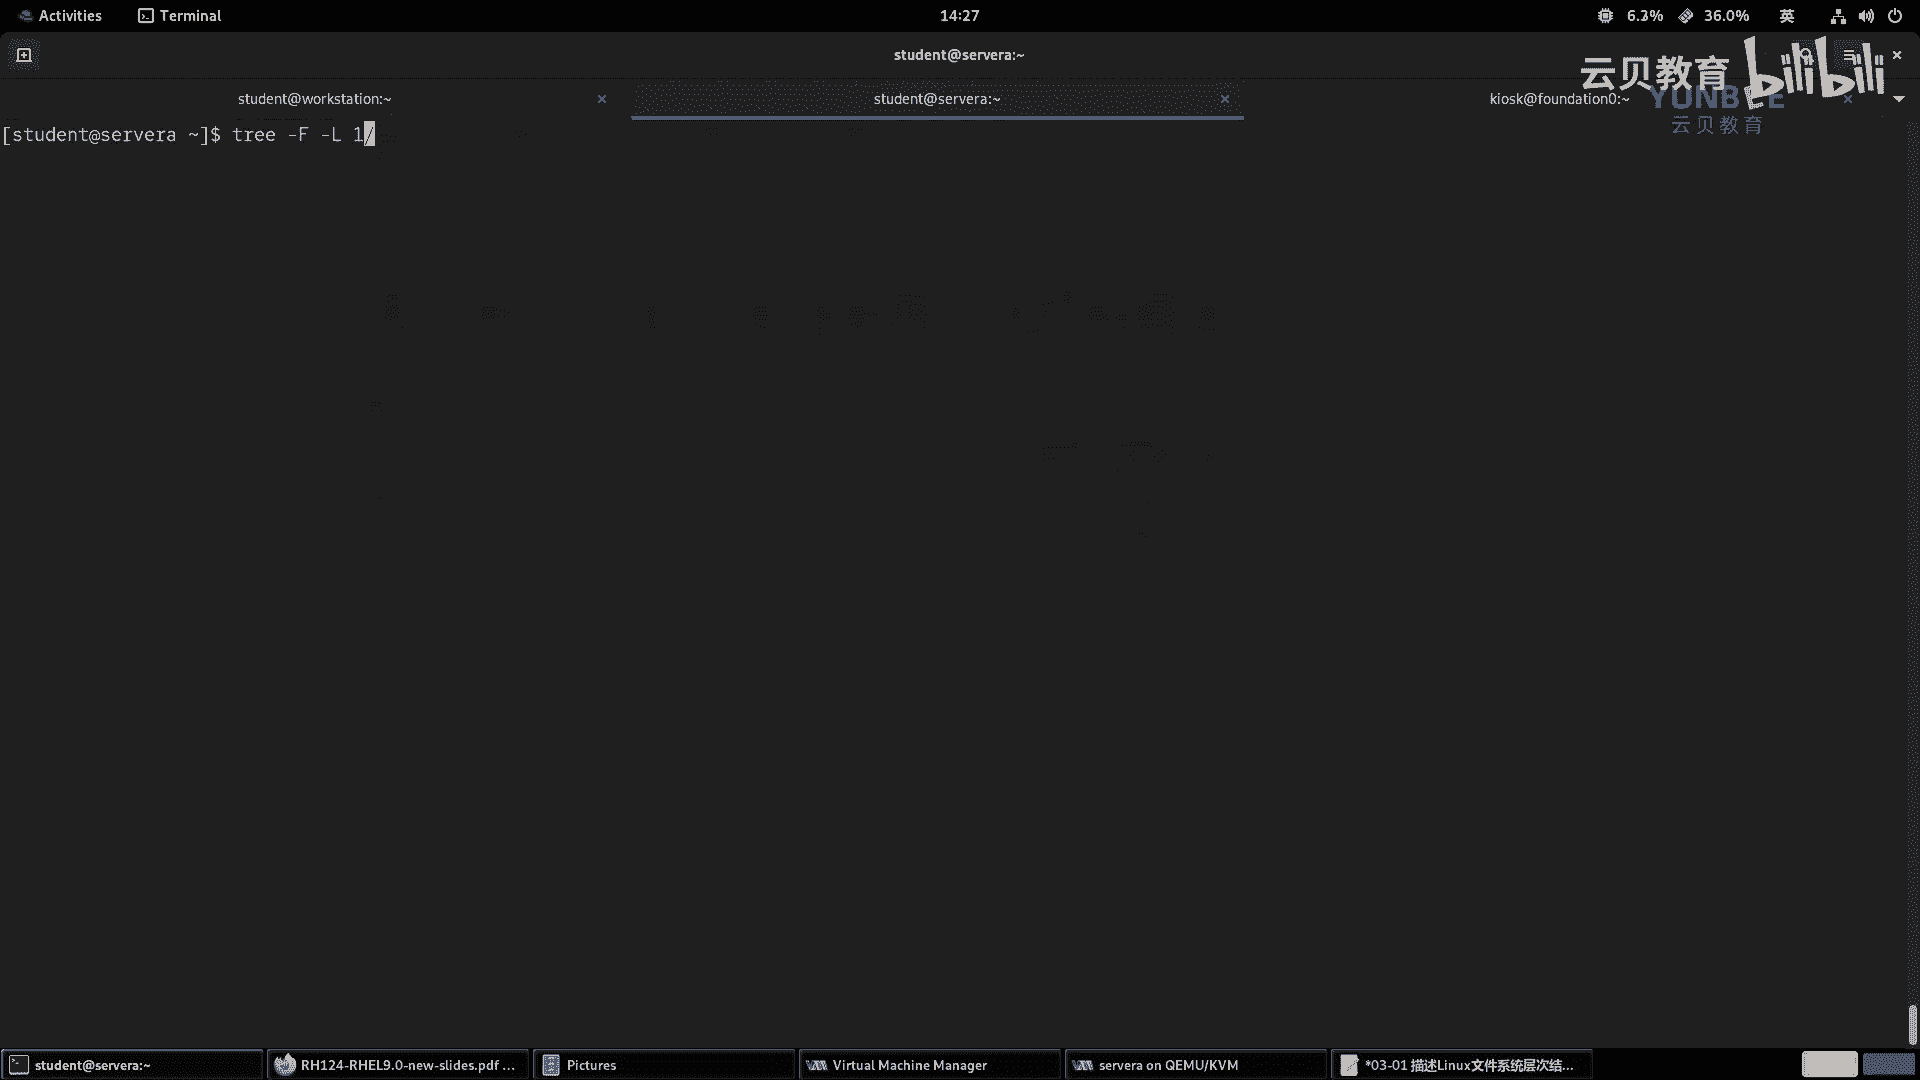 Activities Terminal 14:27 6.3% 36.0% 英
student@servera:~
云贝教育 bilibili
student@workstation:~ student@servera:~ kiosk@foundation0:~
云贝教育
[student@servera ~]$ tree -F -L 1/
student@servera:~ RH124-RHEL9.0-new-slides.pdf ... Pictures Virtual Machine Manager servera on QEMU/KVM *03-01 描述Linux文件系统层次结...